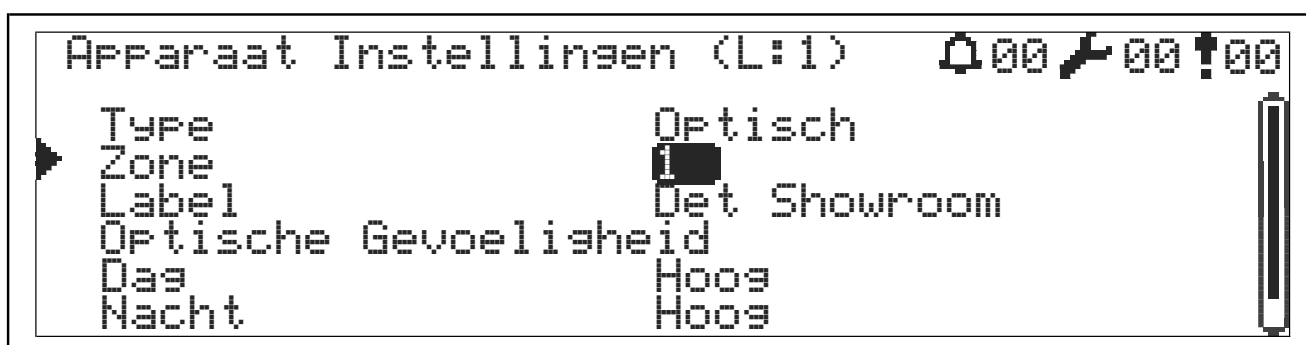 Apparaat Instellingen (L:1) 00 00 00
Type Optisch
Zone 1
Label Det Showroom
Optische Gevoeligheid
Dag Hoog
Nacht Hoog